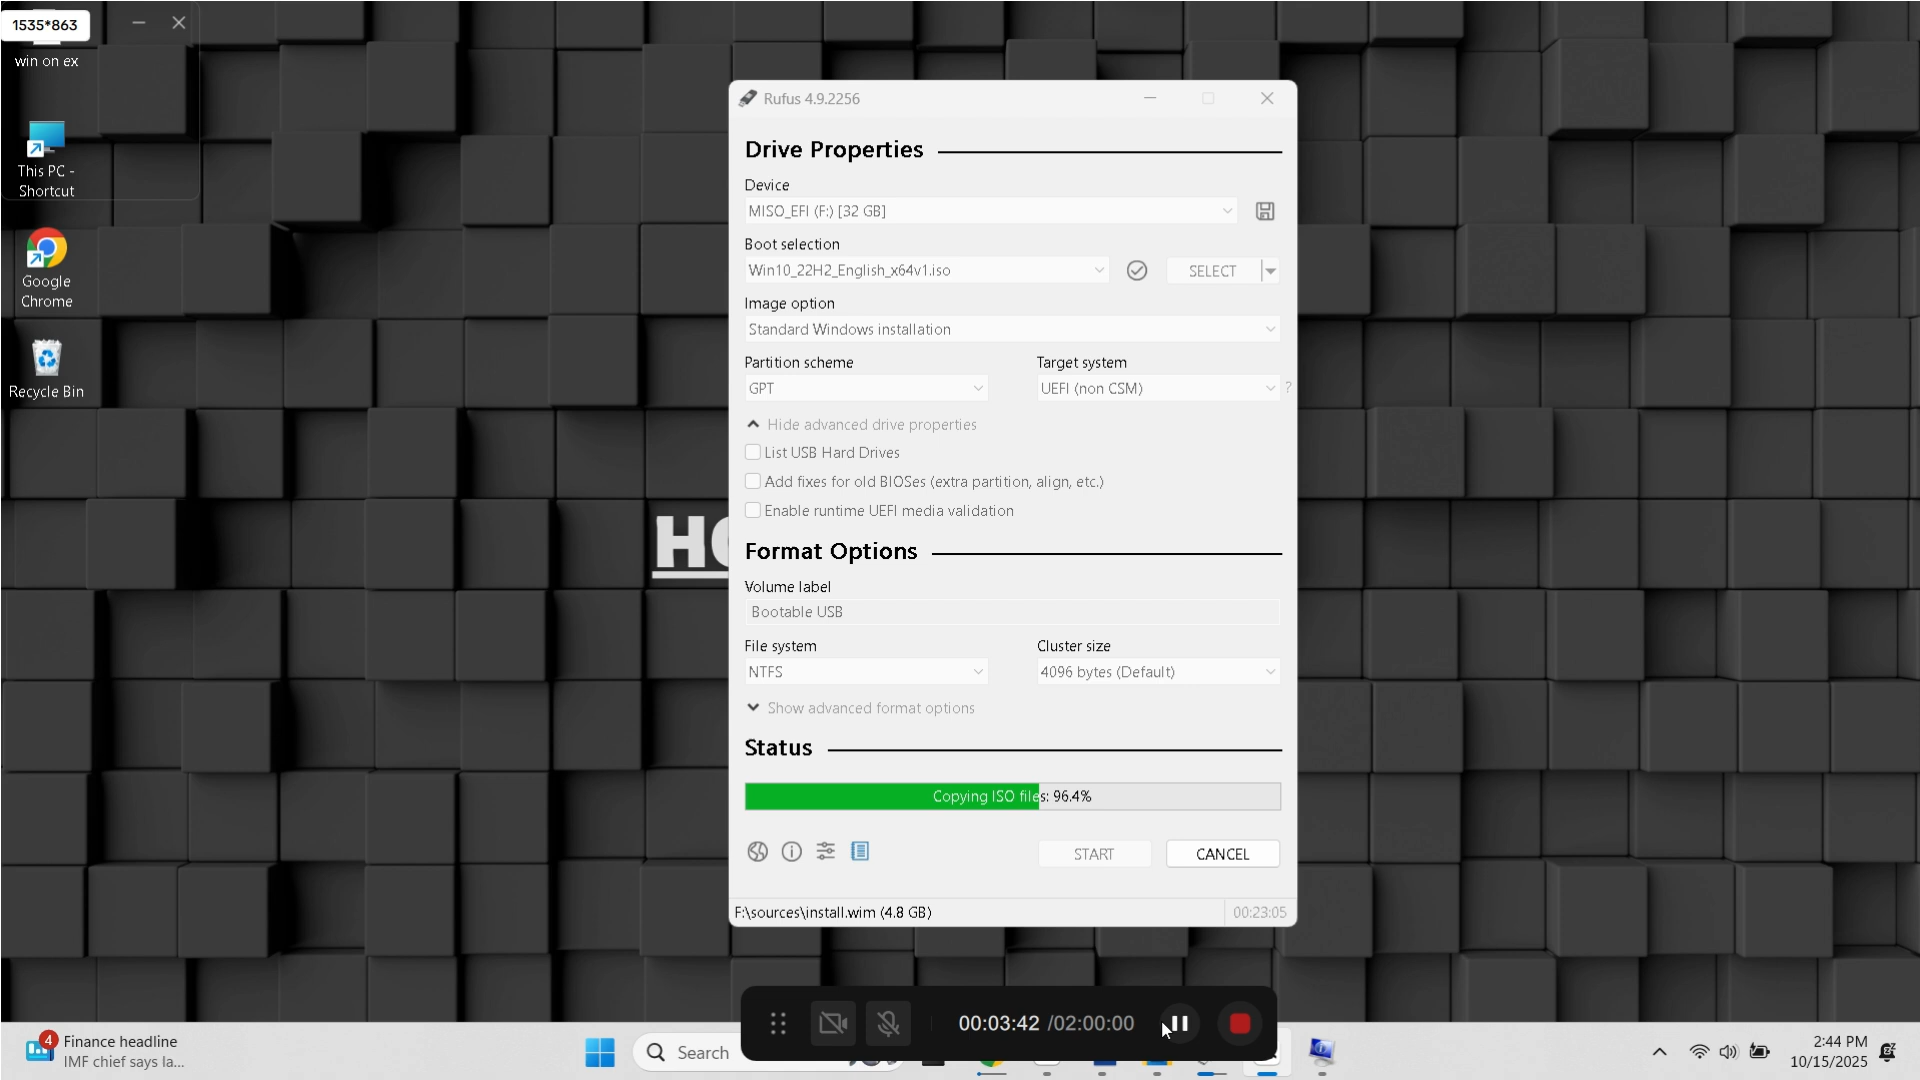 1535*863
win on ex
This PC -
Shortcut
Google
Chrome
Recycle Bin
HO
Rufus 4.9.2256
Drive Properties
Device
MISO_EFI (F:) [32 GB]
Boot selection
Win10_22H2_English_x64v1.iso
SELECT
Image option
Standard Windows installation
Partition scheme
Target system
GPT
UEFI (non CSM)
?
Hide advanced drive properties
List USB Hard Drives
Add fixes for old BIOSes (extra partition, align, etc.)
Enable runtime UEFI media validation
Format Options
Volume label
Bootable USB
File system
Cluster size
NTFS
4096 bytes (Default)
Show advanced format options
Status
Copying ISO files: 96.4%
START
CANCEL
F:\sources\install.wim (4.8 GB)
00:23:05
00:03:42 /02:00:00
4
Finance headline
IMF chief says la...
Search
2:44 PM
10/15/2025